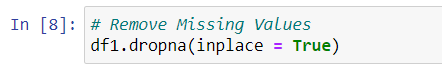 In [8]: # Remove Missing Values
df1.dropna(inplace = True)